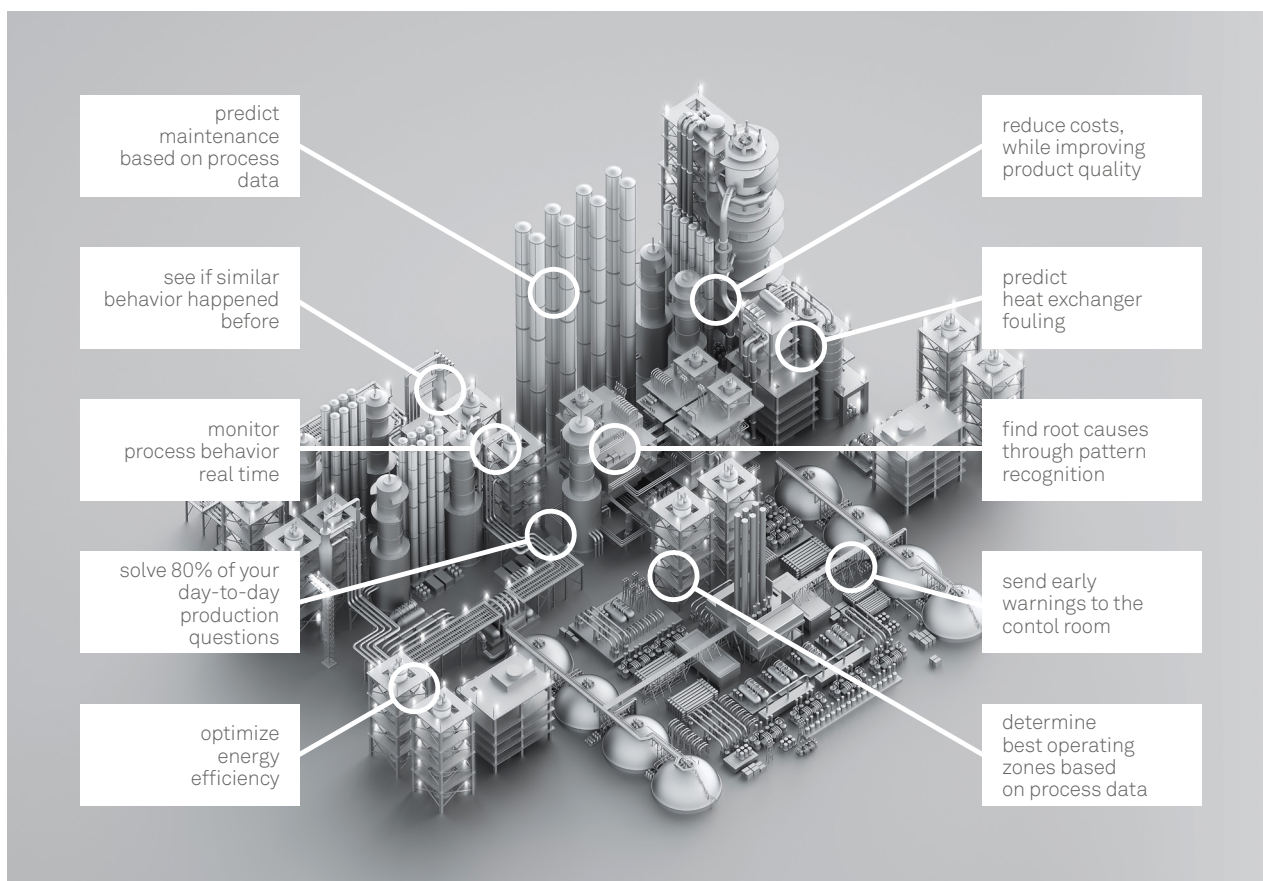 predict
maintenance
based on process
data
see if similar
behavior happened
before
monitor
process behavior
real time
solve 80% of your
day-to-day
production
questions
optimize
energy
efficiency
reduce costs,
while improving
product quality
predict
heat exchanger
fouling
find root causes
through pattern
recognition
send early
warnings to the
contol room
determine
best operating
zones based
on process data